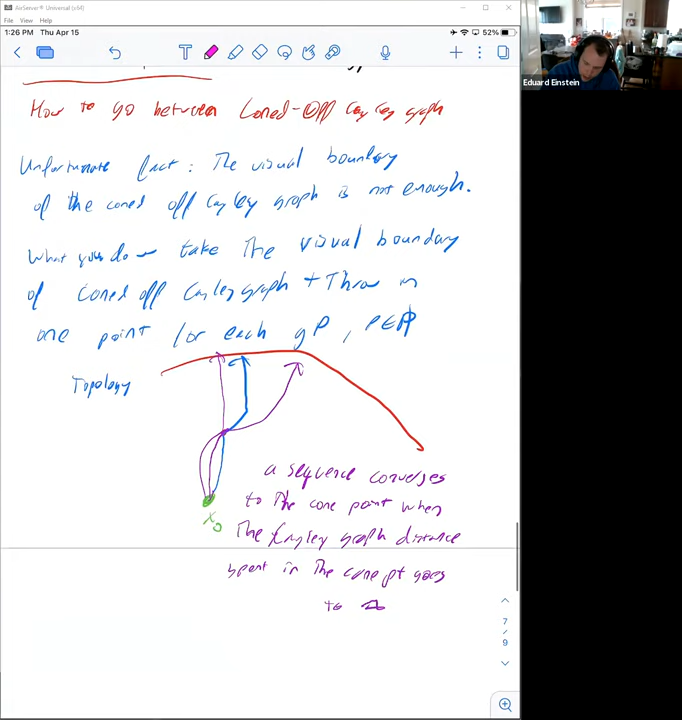 AirServer® Universal (x64)
File View Help
1:26 PM Thu Apr 15
52%
T
How to go between Coned-Off Cayley graph
Unfortunate fact: The visual boundary
of the coned off Cayley graph is not enough.
What you do - take the visual boundary
of coned off Cayley graph + Throw in
one point for each gP, P∈ℙ
Topology
x₀
a sequence converges
to the cone point when
The Cayley graph distance
spent in the cone pt goes
to ∞
7
/
9
Eduard Einstein